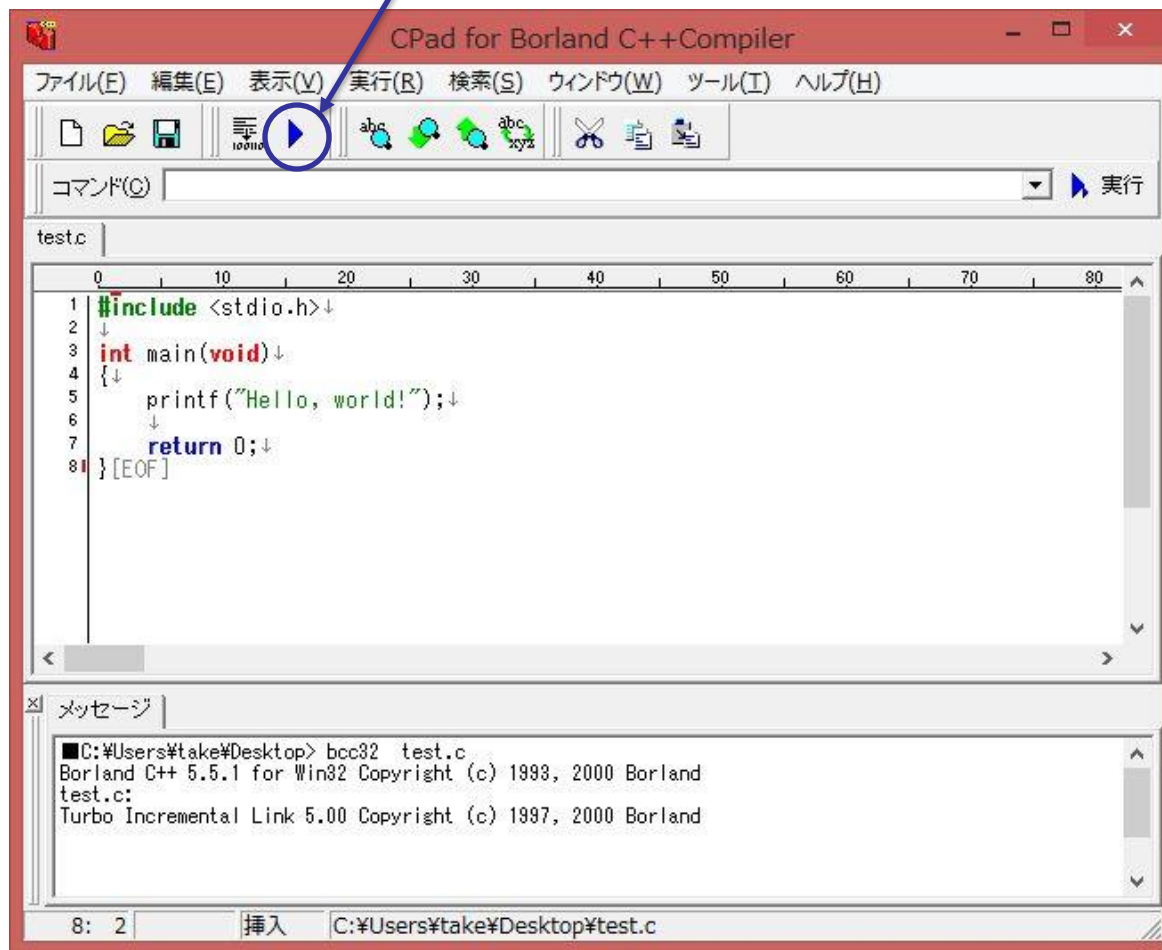 CPad for Borland C++Compiler
ファイル(F) 編集(E) 表示(V) 実行(R) 検索(S) ウィンドウ(W) ツール(T) ヘルプ(H)
abc abc xyz
コマンド(C) 実行
test.c
0 10 20 30 40 50 60 70 80
1 #include <stdio.h>↓
2 ↓
3 int main(void)↓
4 {↓
5 printf("Hello, world!");↓
6 ↓
7 return 0;↓
8 }[EOF]
メッセージ
■C:¥Users¥take¥Desktop> bcc32 test.c
Borland C++ 5.5.1 for Win32 Copyright (c) 1993, 2000 Borland
test.c:
Turbo Incremental Link 5.00 Copyright (c) 1997, 2000 Borland
8: 2 挿入 C:¥Users¥take¥Desktop¥test.c